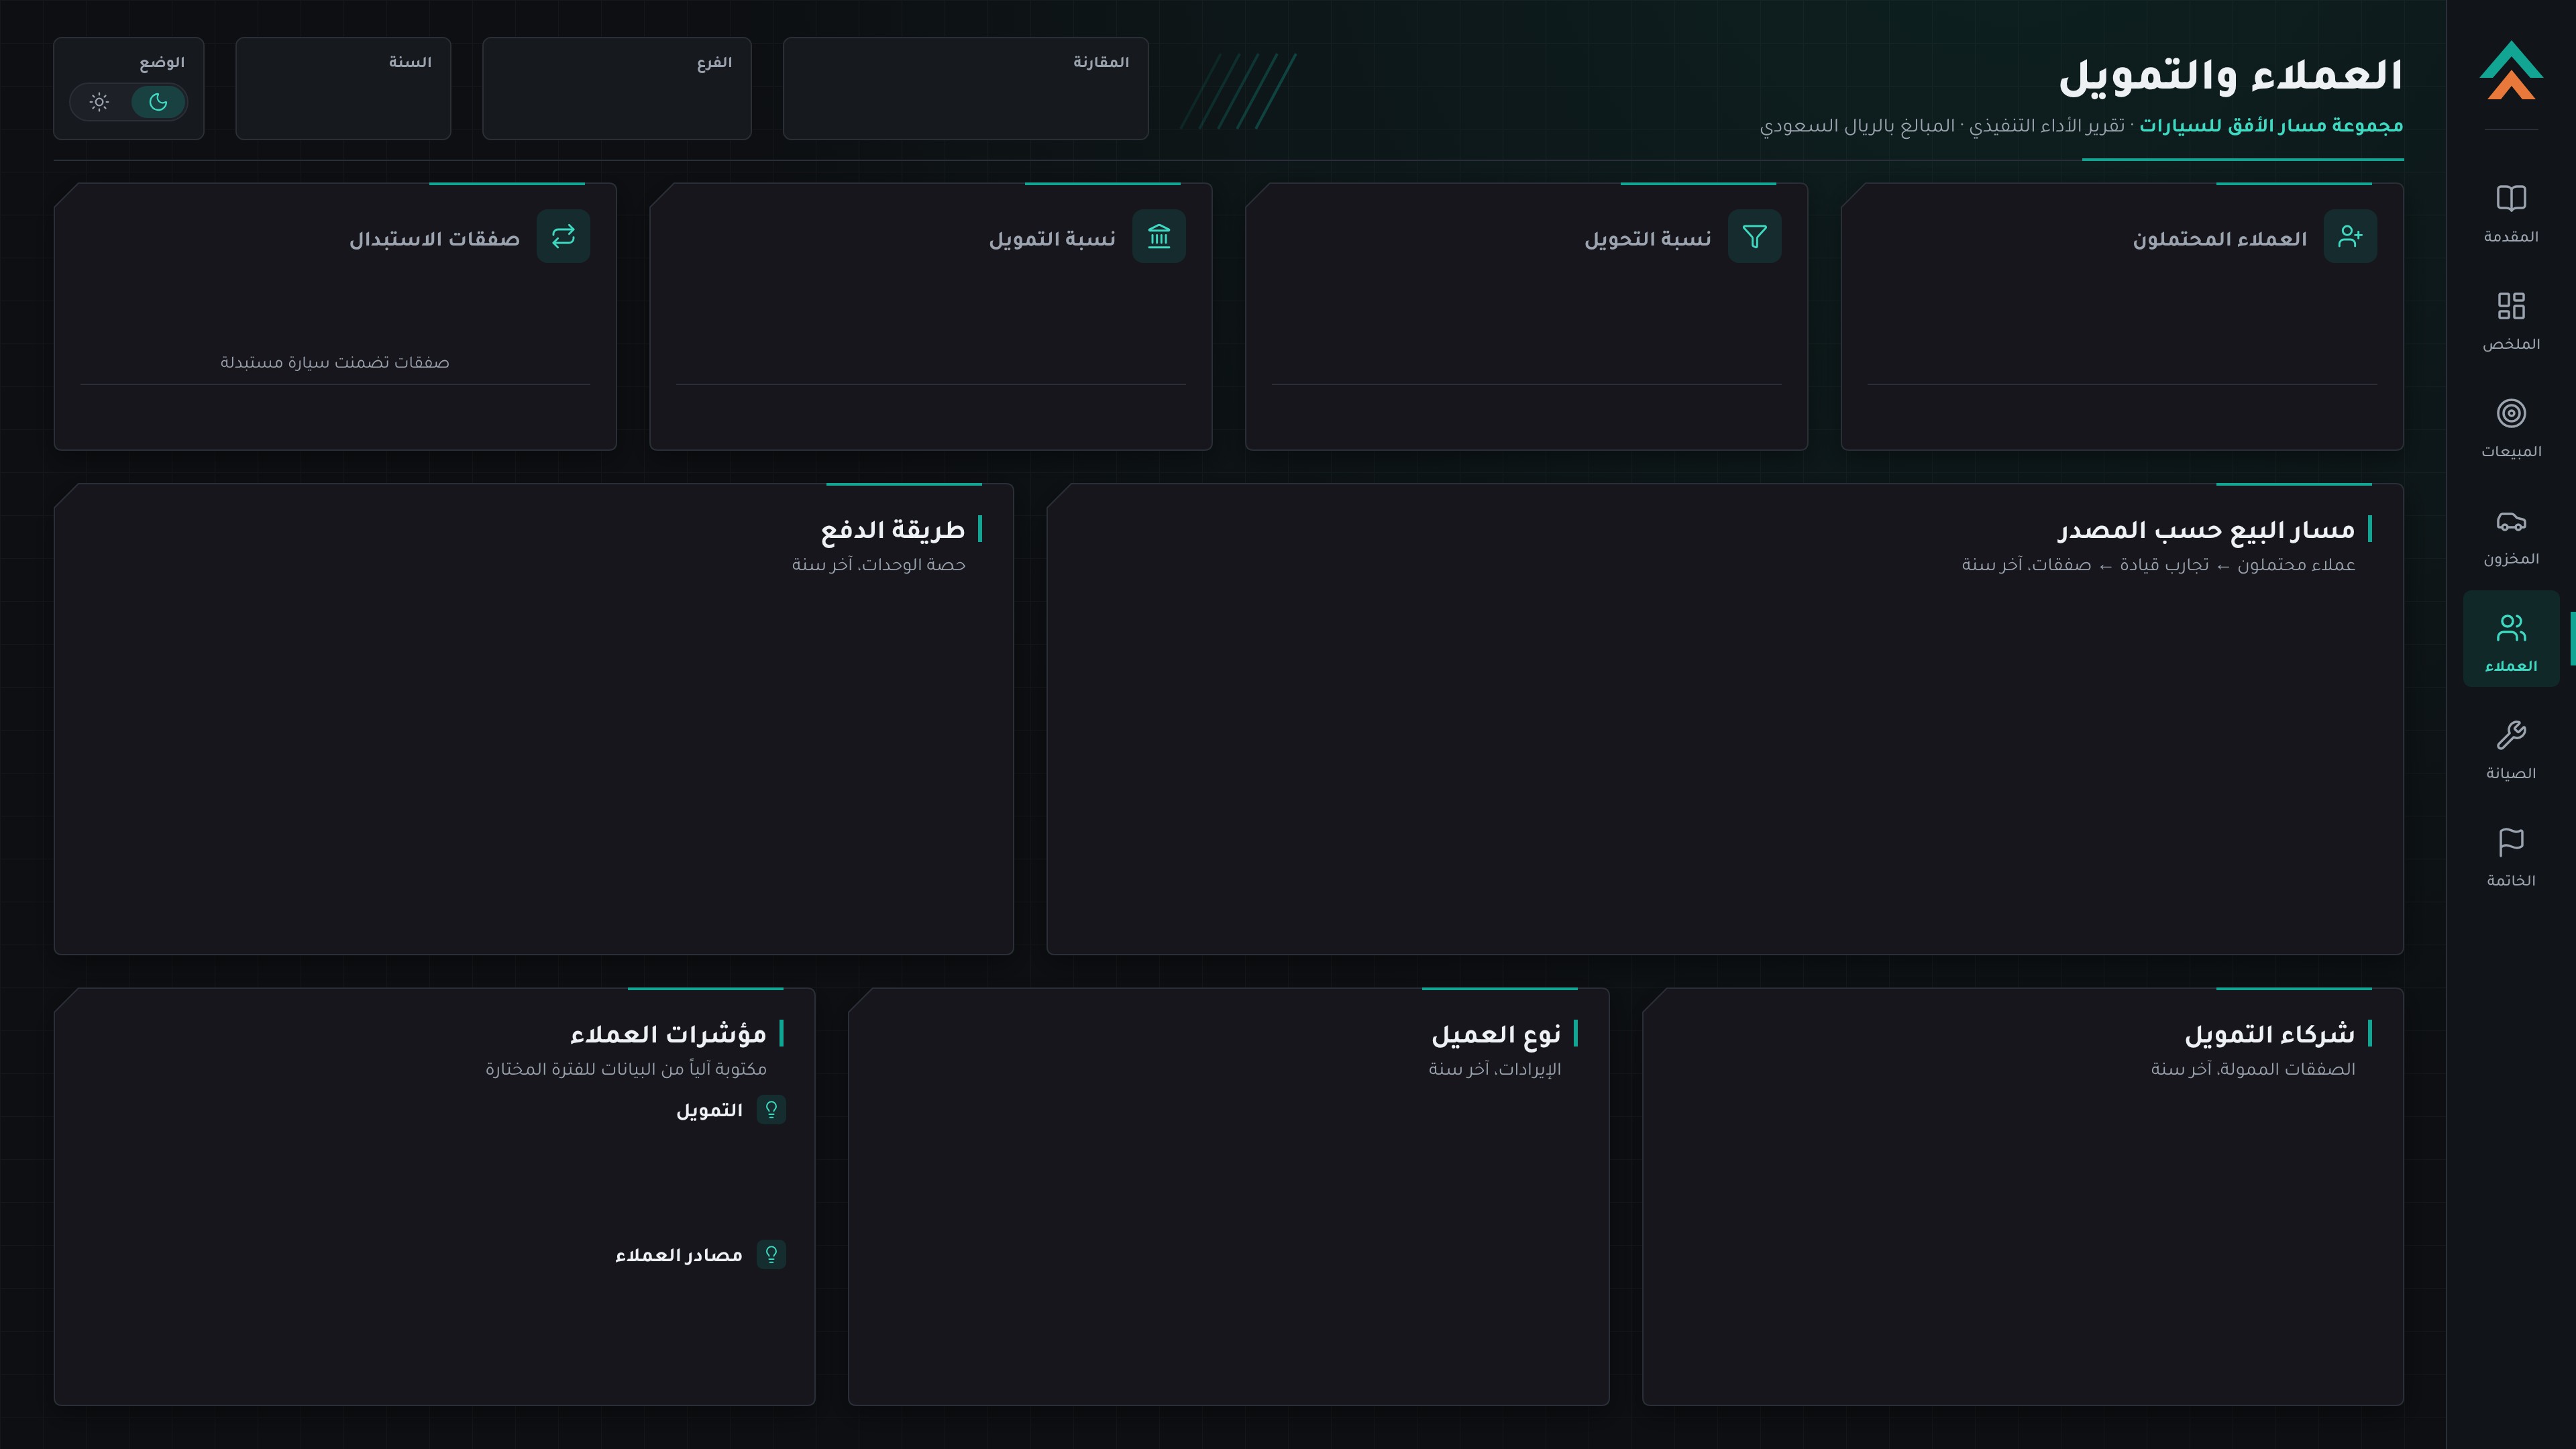 العملاء والتمويل
مجموعة مسار الأفق للسيارات · تقرير الأداء التنفيذي · المبالغ بالريال السعودي
المقارنة
الفرع
السنة
الوضع
المقدمة
الملخص
المبيعات
المخزون
العملاء
الصيانة
الخاتمة
العملاء المحتملون
نسبة التحويل
نسبة التمويل
صفقات الاستبدال
صفقات تضمنت سيارة مستبدلة
مسار البيع حسب المصدر
عملاء محتملون ← تجارب قيادة ← صفقات، آخر سنة
طريقة الدفع
حصة الوحدات، آخر سنة
شركاء التمويل
الصفقات الممولة، آخر سنة
نوع العميل
الإيرادات، آخر سنة
مؤشرات العملاء
مكتوبة آلياً من البيانات للفترة المختارة
التمويل
مصادر العملاء